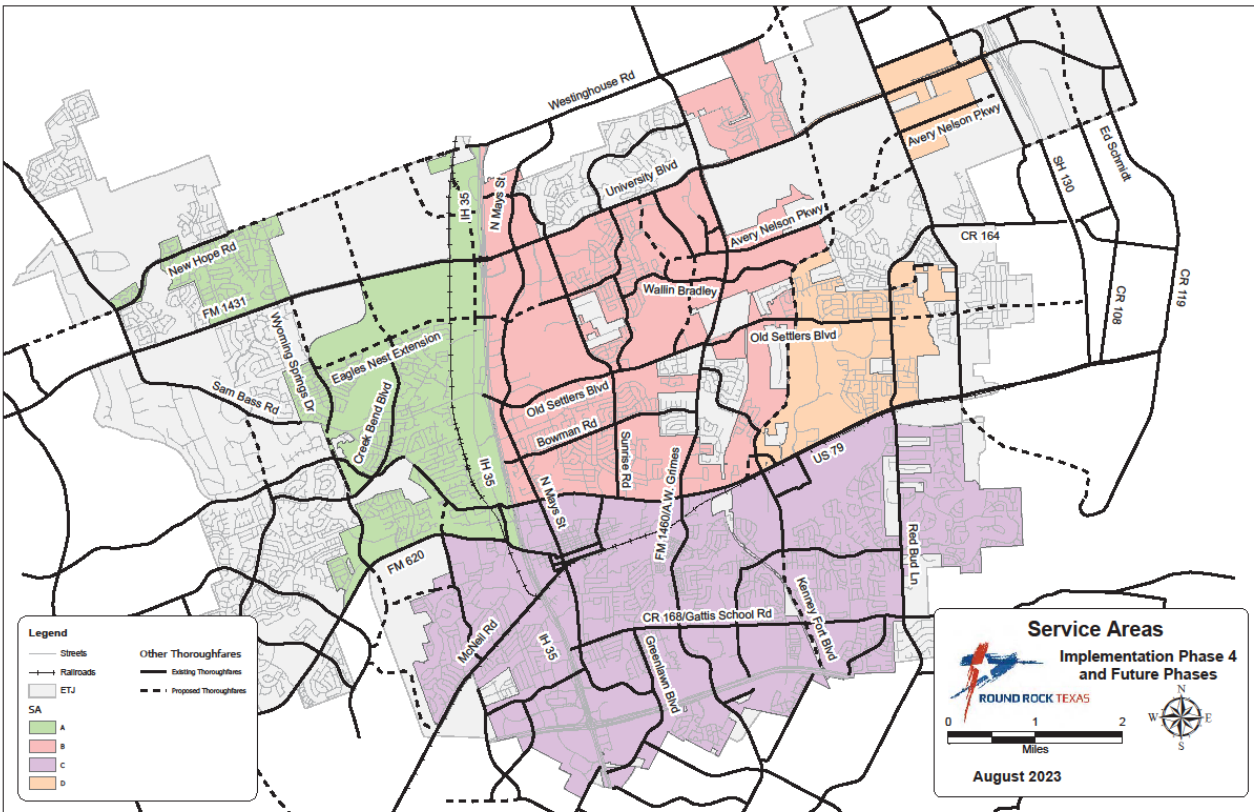 Westinghouse Rd
Avery Nelson Pkwy
Ed Schmidt
SH 130
University Blvd
IH 35
N Mays St
New Hope Rd
Avery Nelson Pkwy
CR 164
FM 1431
Wallin Bradley
CR 119
CR 108
Wyoming Springs Dr
Eagles Nest Extension
Old Settlers Blvd
Sam Bass Rd
Creek Bend Blvd
Old Settlers Blvd
Bowman Rd
Sunrise Rd
US 79
IH 35
N Mays St
FM 1460/A.W. Grimes
FM 620
Red Bud Ln
Kenney Fort Blvd
CR 168/Gattis School Rd
McNeil Rd
IH 35
Greenlawn Blvd
Legend
Streets
Railroads
ETJ
SA
A
B
C
D
Other Thoroughfares
Existing Thoroughfares
Proposed Thoroughfares
Service Areas
Implementation Phase 4
and Future Phases
ROUND ROCK TEXAS
N
W E
S
0 1 2
Miles
August 2023